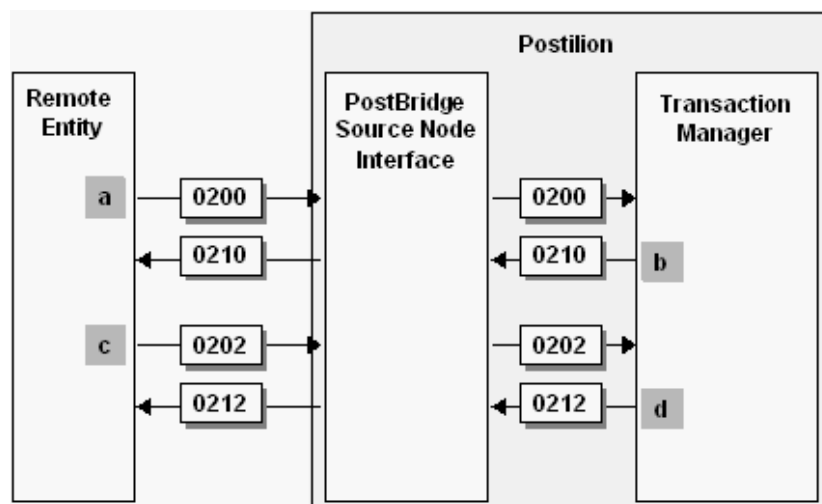 Postilion
Remote
Entity
PostBridge
Source Node
Interface
Transaction
Manager
a
0200
0200
0210
0210
b
c
0202
0202
0212
0212
d